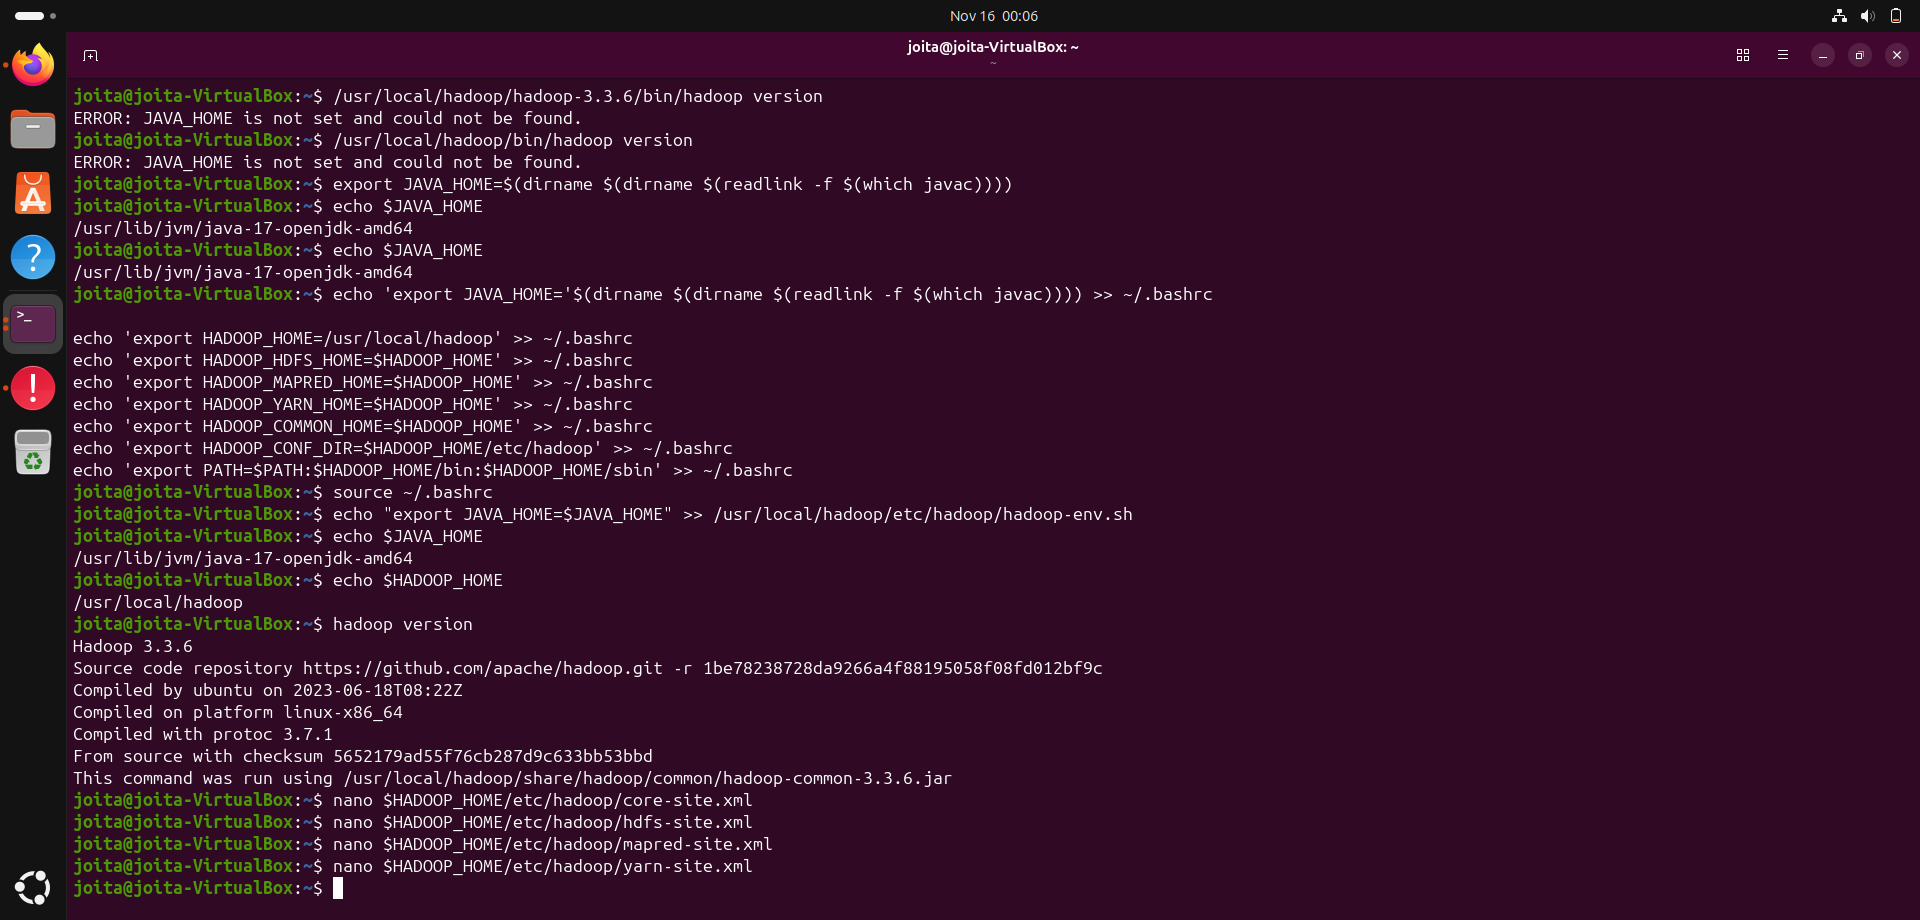 Nov 16 00:06
joita@joita-VirtualBox: ~
~
joita@joita-VirtualBox:~$ /usr/local/hadoop/hadoop-3.3.6/bin/hadoop version
ERROR: JAVA_HOME is not set and could not be found.
joita@joita-VirtualBox:~$ /usr/local/hadoop/bin/hadoop version
ERROR: JAVA_HOME is not set and could not be found.
joita@joita-VirtualBox:~$ export JAVA_HOME=$(dirname $(dirname $(readlink -f $(which javac))))
joita@joita-VirtualBox:~$ echo $JAVA_HOME
/usr/lib/jvm/java-17-openjdk-amd64
joita@joita-VirtualBox:~$ echo $JAVA_HOME
/usr/lib/jvm/java-17-openjdk-amd64
joita@joita-VirtualBox:~$ echo 'export JAVA_HOME='$(dirname $(dirname $(readlink -f $(which javac)))) >> ~/.bashrc
echo 'export HADOOP_HOME=/usr/local/hadoop' >> ~/.bashrc
echo 'export HADOOP_HDFS_HOME=$HADOOP_HOME' >> ~/.bashrc
echo 'export HADOOP_MAPRED_HOME=$HADOOP_HOME' >> ~/.bashrc
echo 'export HADOOP_YARN_HOME=$HADOOP_HOME' >> ~/.bashrc
echo 'export HADOOP_COMMON_HOME=$HADOOP_HOME' >> ~/.bashrc
echo 'export HADOOP_CONF_DIR=$HADOOP_HOME/etc/hadoop' >> ~/.bashrc
echo 'export PATH=$PATH:$HADOOP_HOME/bin:$HADOOP_HOME/sbin' >> ~/.bashrc
joita@joita-VirtualBox:~$ source ~/.bashrc
joita@joita-VirtualBox:~$ echo "export JAVA_HOME=$JAVA_HOME" >> /usr/local/hadoop/etc/hadoop/hadoop-env.sh
joita@joita-VirtualBox:~$ echo $JAVA_HOME
/usr/lib/jvm/java-17-openjdk-amd64
joita@joita-VirtualBox:~$ echo $HADOOP_HOME
/usr/local/hadoop
joita@joita-VirtualBox:~$ hadoop version
Hadoop 3.3.6
Source code repository https://github.com/apache/hadoop.git -r 1be78238728da9266a4f88195058f08fd012bf9c
Compiled by ubuntu on 2023-06-18T08:22Z
Compiled on platform linux-x86_64
Compiled with protoc 3.7.1
From source with checksum 5652179ad55f76cb287d9c633bb53bbd
This command was run using /usr/local/hadoop/share/hadoop/common/hadoop-common-3.3.6.jar
joita@joita-VirtualBox:~$ nano $HADOOP_HOME/etc/hadoop/core-site.xml
joita@joita-VirtualBox:~$ nano $HADOOP_HOME/etc/hadoop/hdfs-site.xml
joita@joita-VirtualBox:~$ nano $HADOOP_HOME/etc/hadoop/mapred-site.xml
joita@joita-VirtualBox:~$ nano $HADOOP_HOME/etc/hadoop/yarn-site.xml
joita@joita-VirtualBox:~$